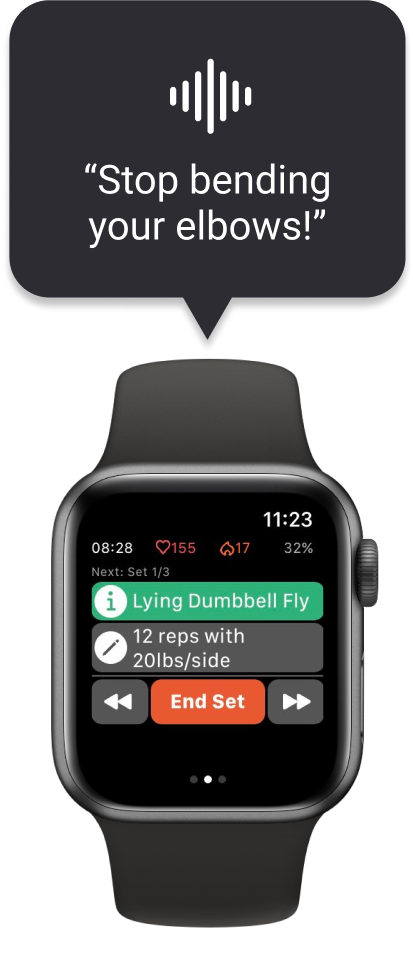 “Stop bending
your elbows!”
11:23
08:28 155 17 32%
Next: Set 1/3
Lying Dumbbell Fly
12 reps with
20lbs/side
End Set